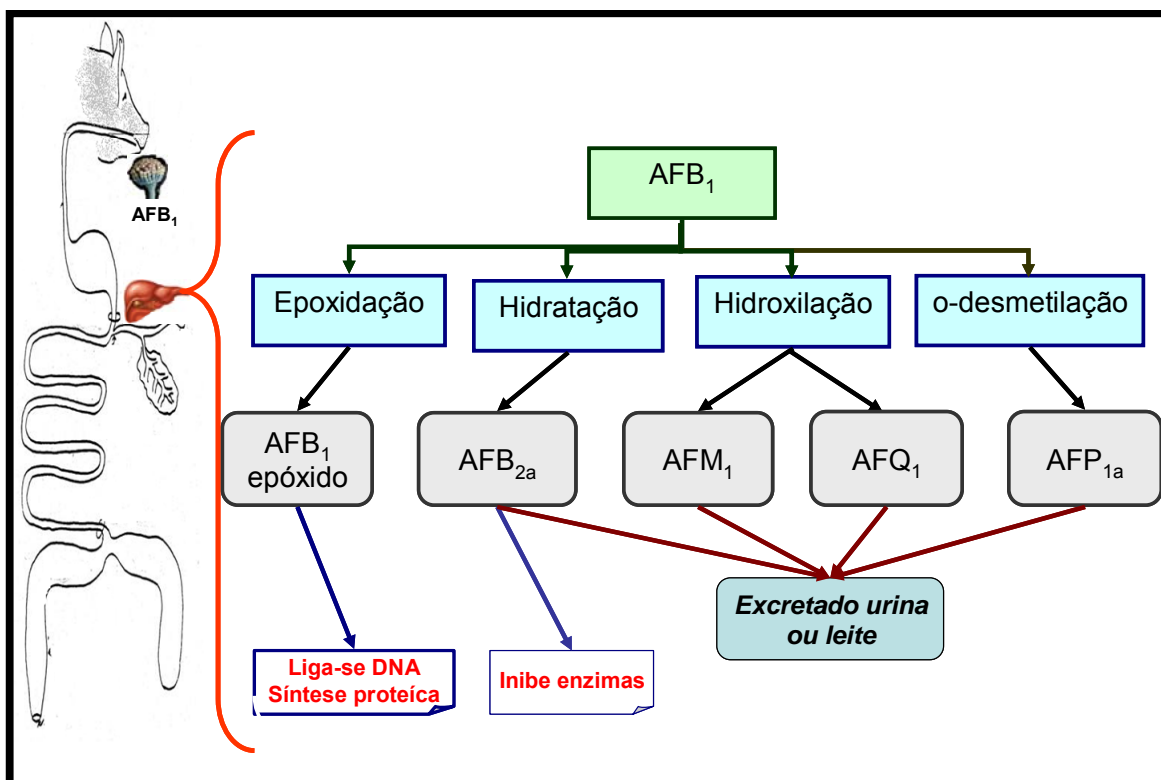 AFB₁
AFB₁
Epoxidação
Hidratação
Hidroxilação
o-desmetilação
AFB₁
epóxido
AFB₂ₐ
AFM₁
AFQ₁
AFP₁ₐ
Excretado urina
ou leite
Liga-se DNA
Síntese proteíca
Inibe enzimas